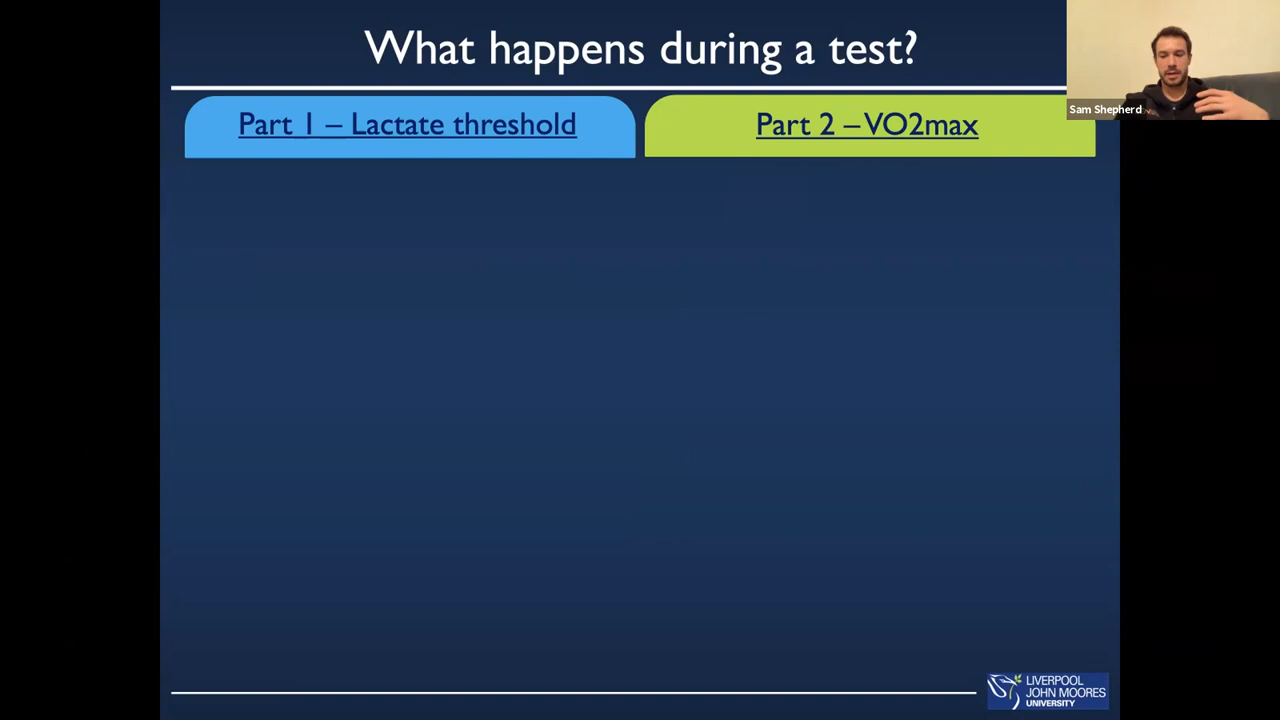 What happens during a test?
Part 1 – Lactate threshold
Part 2 – VO2max
Sam Shepherd
LIVERPOOL
JOHN MOORES
UNIVERSITY